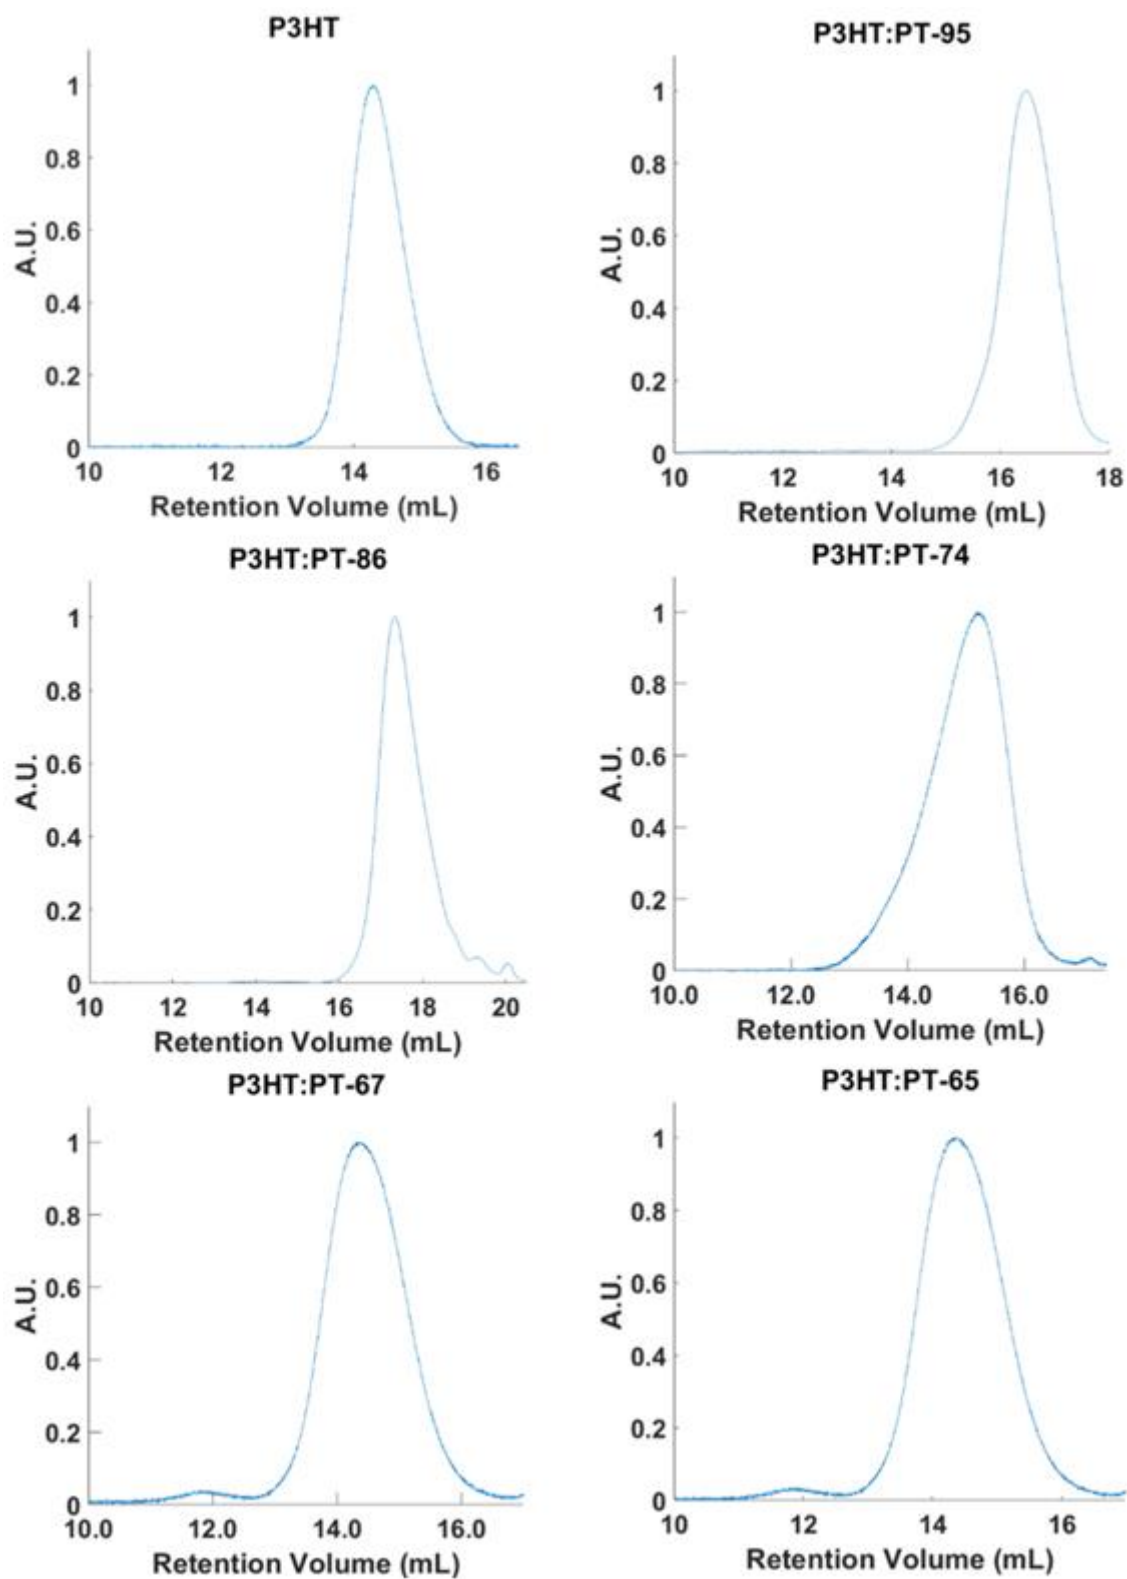 P3HT
1
0.8
0.6
0.4
0.2
0
A.U.
10 12 14 16
Retention Volume (mL)
P3HT:PT-95
1
0.8
0.6
0.4
0.2
0
A.U.
10 12 14 16 18
Retention Volume (mL)
P3HT:PT-86
1
0.8
0.6
0.4
0.2
0
A.U.
10 12 14 16 18 20
Retention Volume (mL)
P3HT:PT-74
1
0.8
0.6
0.4
0.2
0
A.U.
10.0 12.0 14.0 16.0
Retention Volume (mL)
P3HT:PT-67
1
0.8
0.6
0.4
0.2
0
A.U.
10.0 12.0 14.0 16.0
Retention Volume (mL)
P3HT:PT-65
1
0.8
0.6
0.4
0.2
0
A.U.
10 12 14 16
Retention Volume (mL)